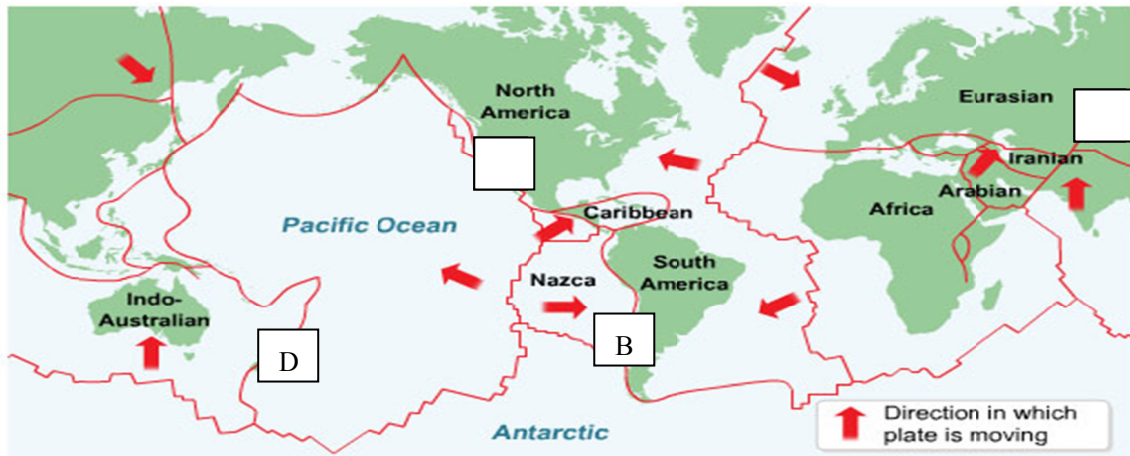 North
America
Eurasian
Iranian
Arabian
Africa
Caribbean
Pacific Ocean
Nazca
South
America
Indo-
Australian
D
B
Antarctic
Direction in which
plate is moving